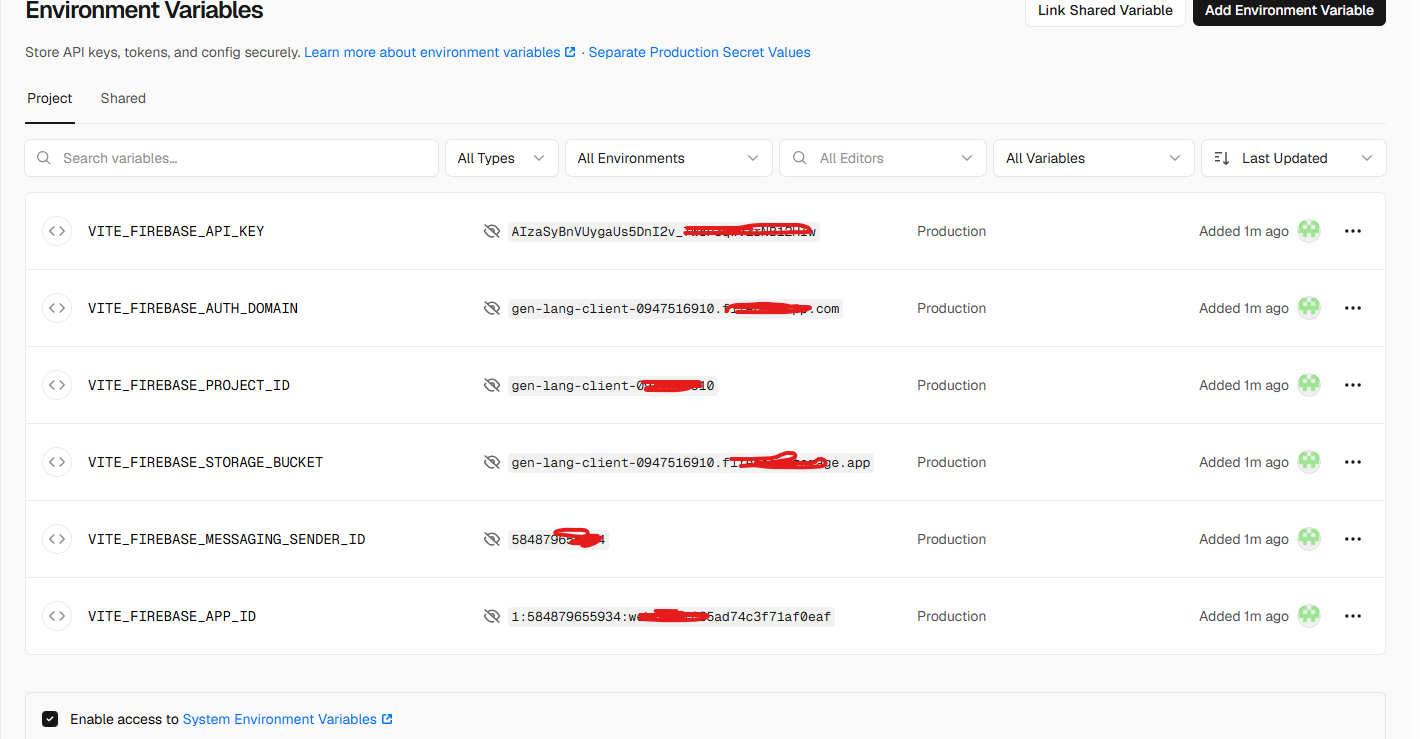 Environment Variables
Link Shared Variable
Add Environment Variable
Store API keys, tokens, and config securely. Learn more about environment variables · Separate Production Secret Values
Project Shared
Search variables… All Types All Environments All Editors All Variables Last Updated
VITE_FIREBASE_API_KEY Production Added 1m ago
VITE_FIREBASE_AUTH_DOMAIN Production Added 1m ago
VITE_FIREBASE_PROJECT_ID Production Added 1m ago
VITE_FIREBASE_STORAGE_BUCKET Production Added 1m ago
VITE_FIREBASE_MESSAGING_SENDER_ID Production Added 1m ago
VITE_FIREBASE_APP_ID Production Added 1m ago
Enable access to System Environment Variables